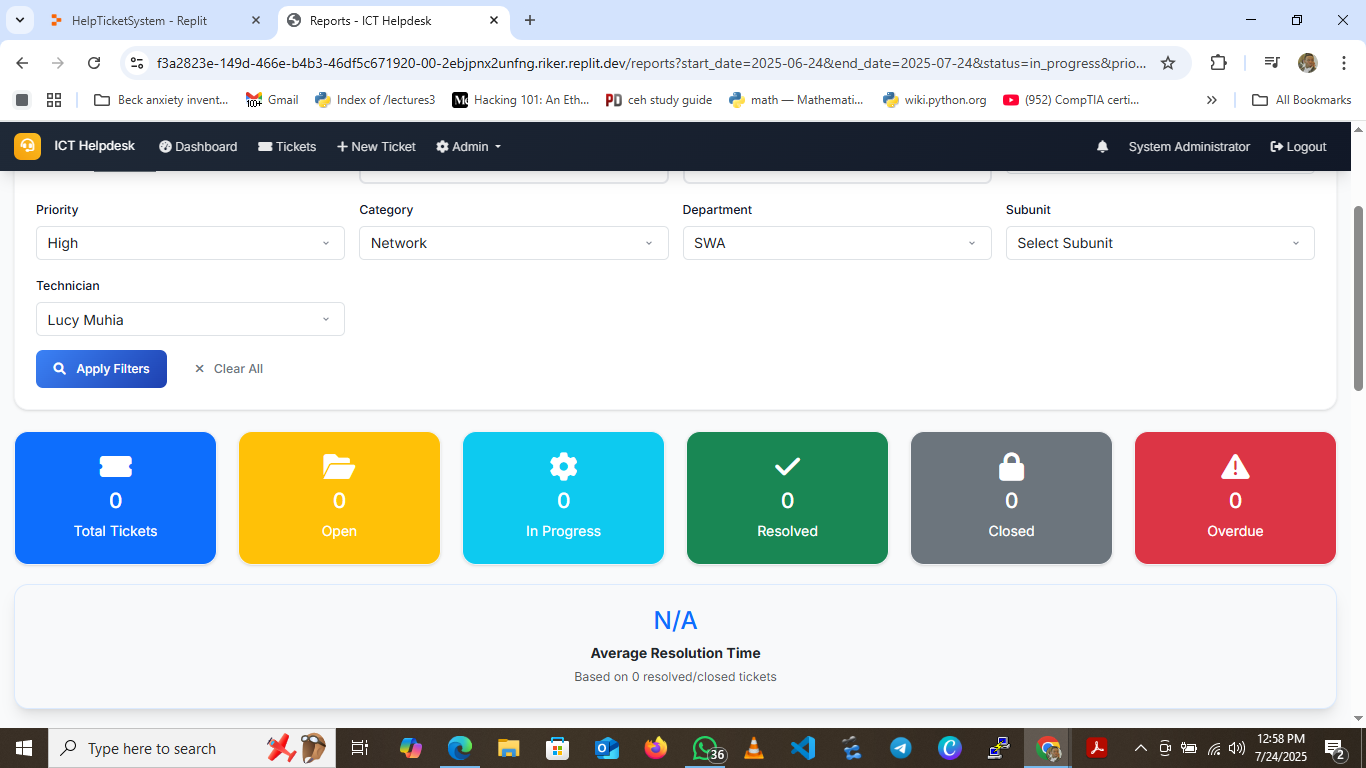 HelpTicketSystem - Replit
Reports - ICT Helpdesk
f3a2823e-149d-466e-b4b3-46df5c671920-00-2ebjpnx2unfng.riker.replit.dev/reports?start_date=2025-06-24&end_date=2025-07-24&status=in_progress&prio...
Beck anxiety invent... Gmail Index of /lectures3 Hacking 101: An Eth... ceh study guide math — Mathemati... wiki.python.org (952) CompTIA certi... » All Bookmarks
ICT Helpdesk Dashboard Tickets New Ticket Admin System Administrator Logout
Priority Category Department Subunit
High Network SWA Select Subunit
Technician
Lucy Muhia
Apply Filters × Clear All
0 0 0 0 0 0
Total Tickets Open In Progress Resolved Closed Overdue
N/A
Average Resolution Time
Based on 0 resolved/closed tickets
Type here to search
36
12:58 PM
7/24/2025
2